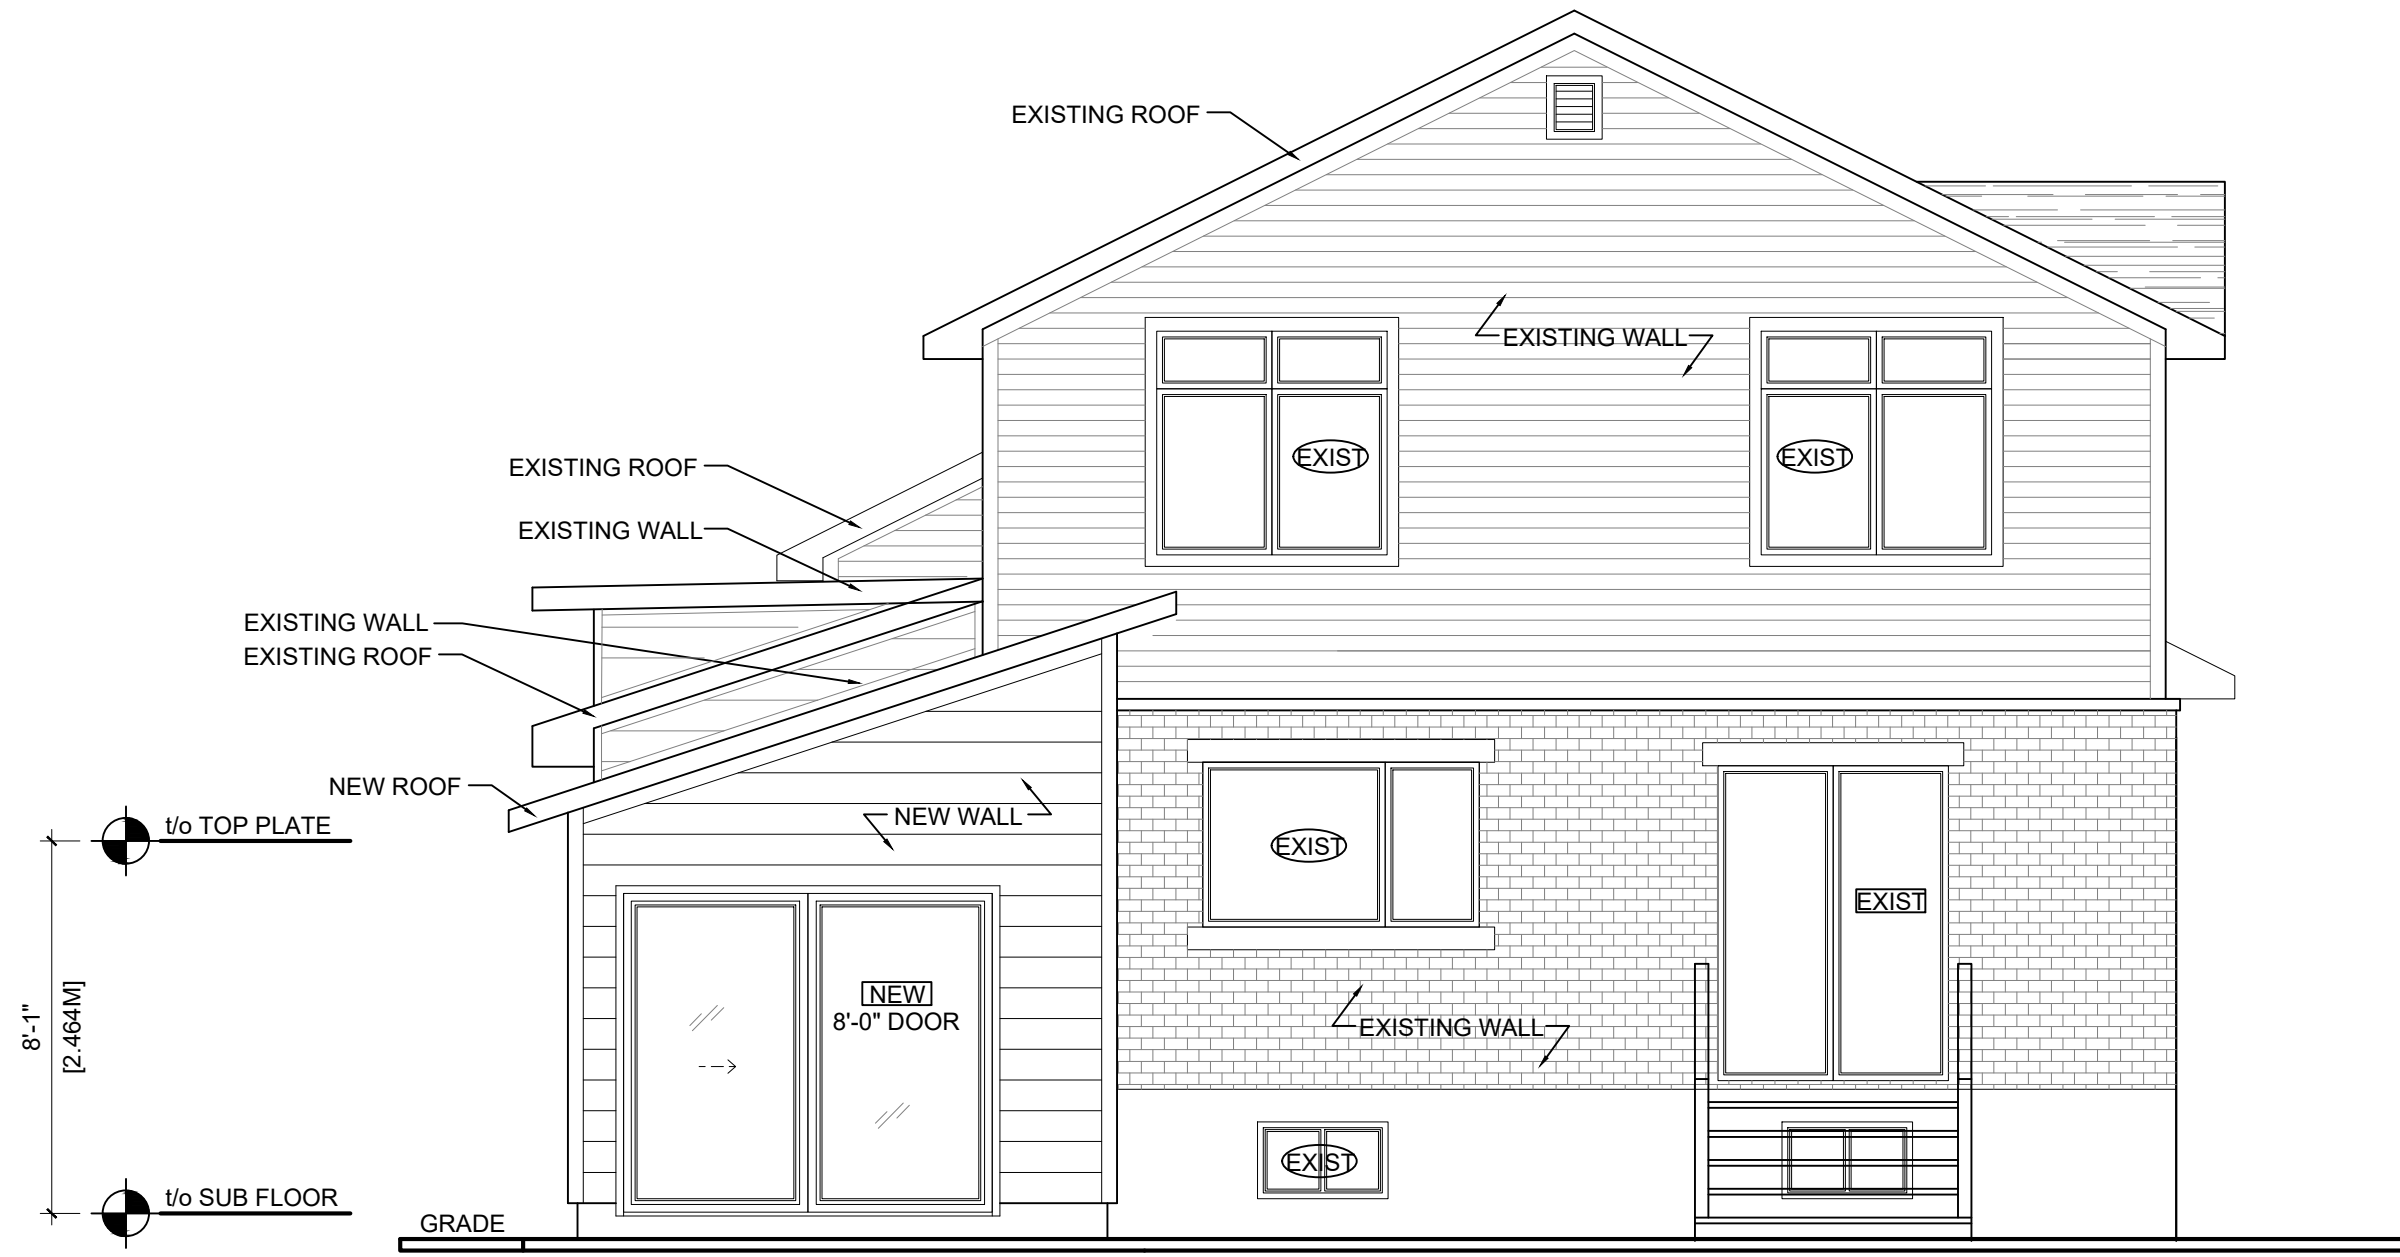 EXISTING ROOF
EXISTING WALL
EXIST
EXIST
EXISTING ROOF
EXISTING WALL
EXISTING WALL
EXISTING ROOF
NEW ROOF
NEW WALL
t/o TOP PLATE
EXIST
EXIST
8'-1"
[2.464M]
NEW
8'-0" DOOR
EXISTING WALL
EXIST
t/o SUB FLOOR
GRADE